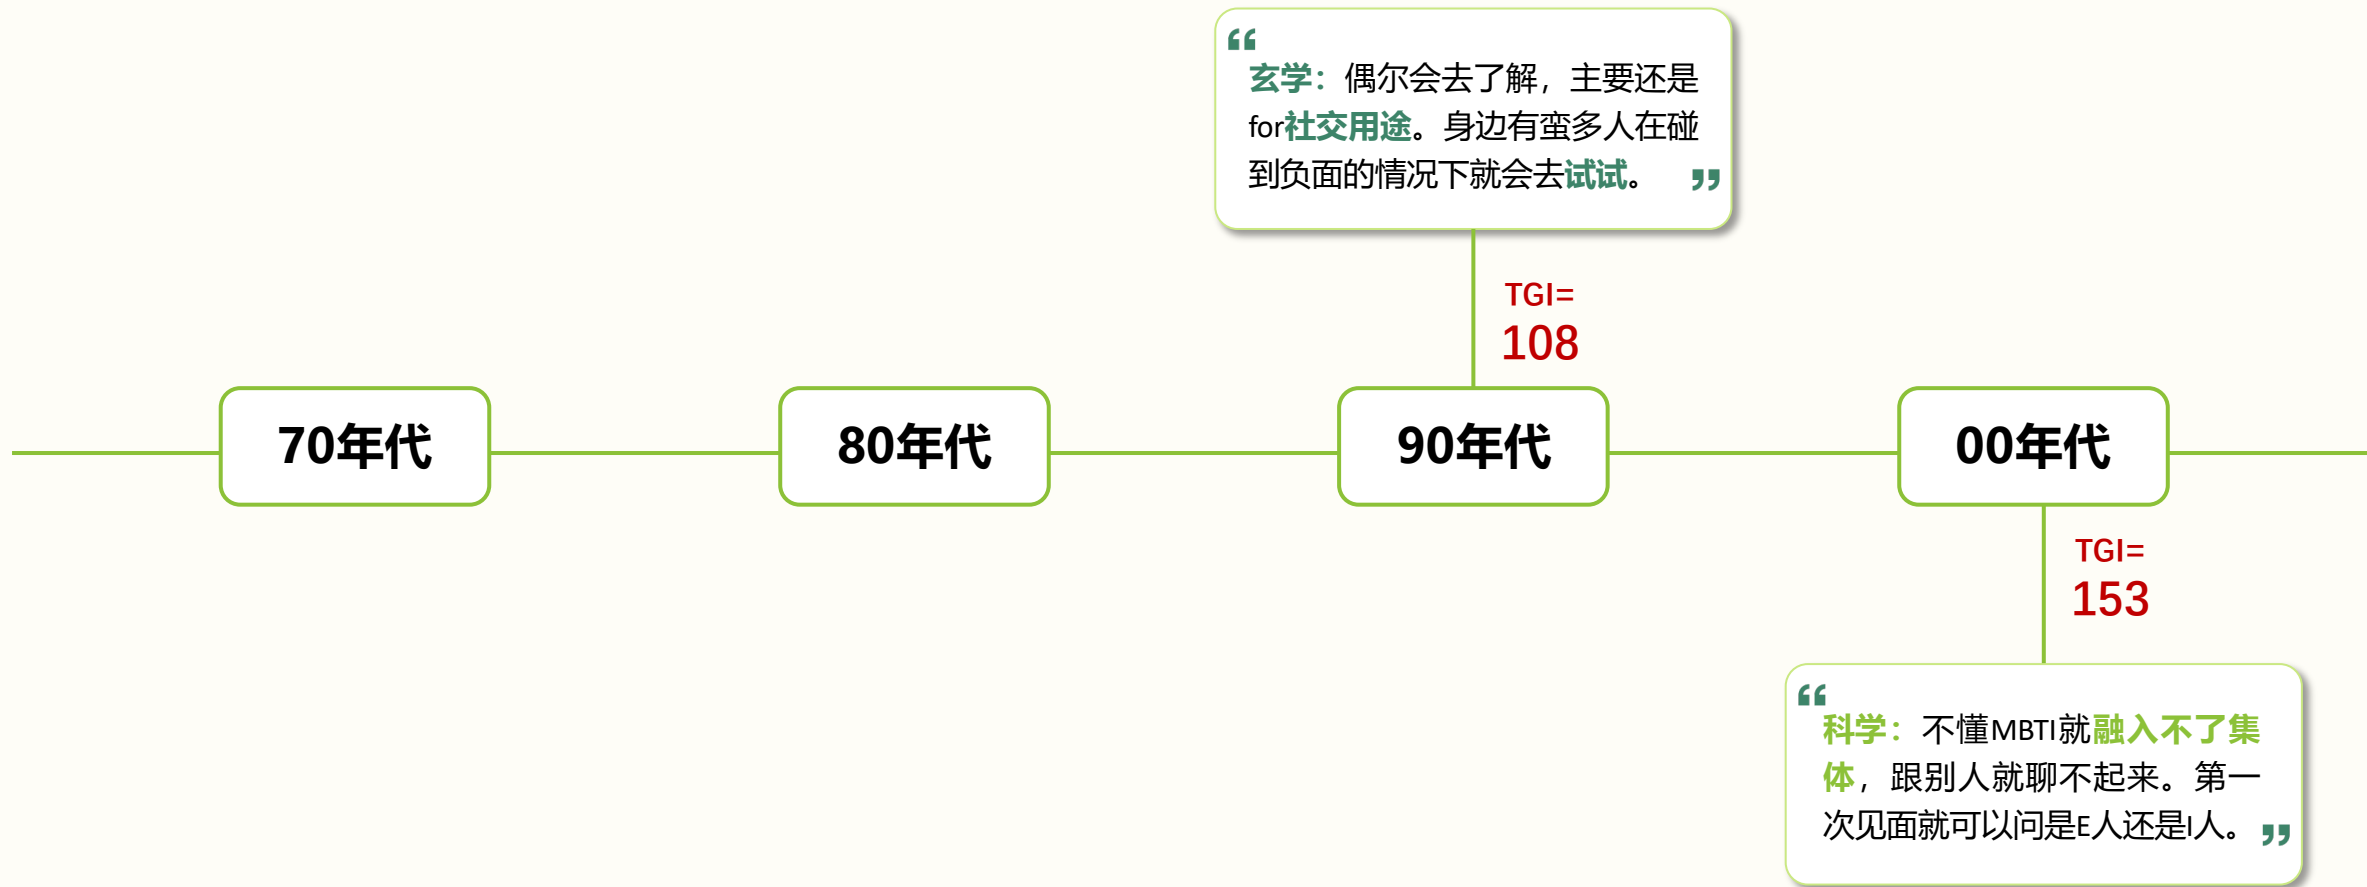 “
玄学：偶尔会去了解，主要还是
for社交用途。身边有蛮多人在碰
到负面的情况下就会去试试。”
TGI=
108
70年代
80年代
90年代
00年代
TGI=
153
“
科学：不懂MBTI就融入不了集
体，跟别人就聊不起来。第一
次见面就可以问是E人还是I人。”